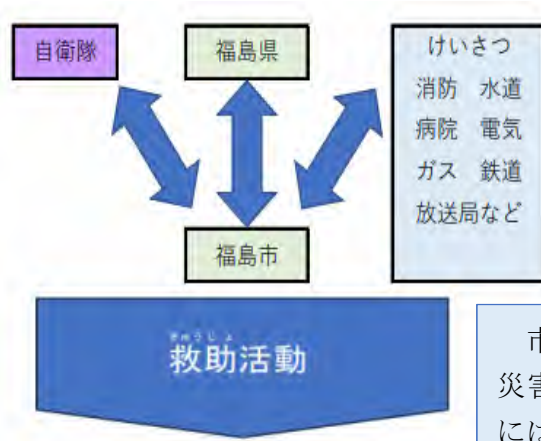 自衛隊
福島県
けいさつ
消防 水道
病院 電気
ガス 鉄道
放送局など
福島市
きゅうじょ
救助活動
市
災害
には